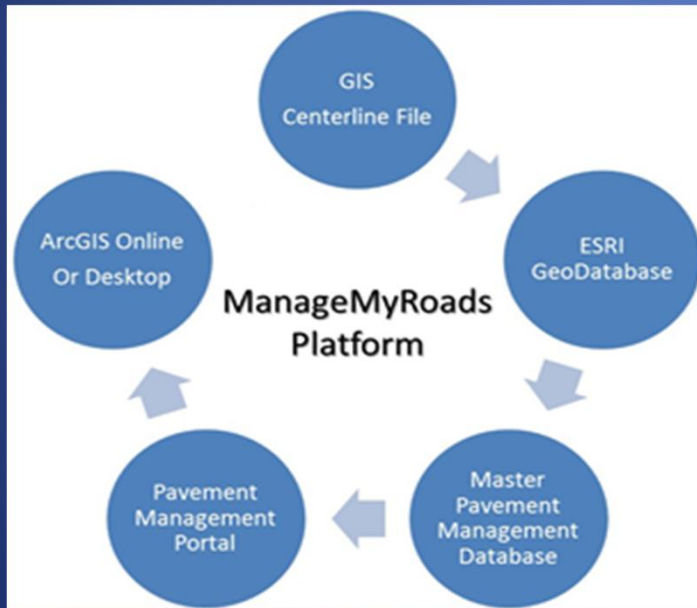 GIS
Centerline File
ESRI
GeoDatabase
Master
Pavement
Management
Database
Pavement
Management
Portal
ArcGIS Online
Or Desktop
ManageMyRoads
Platform